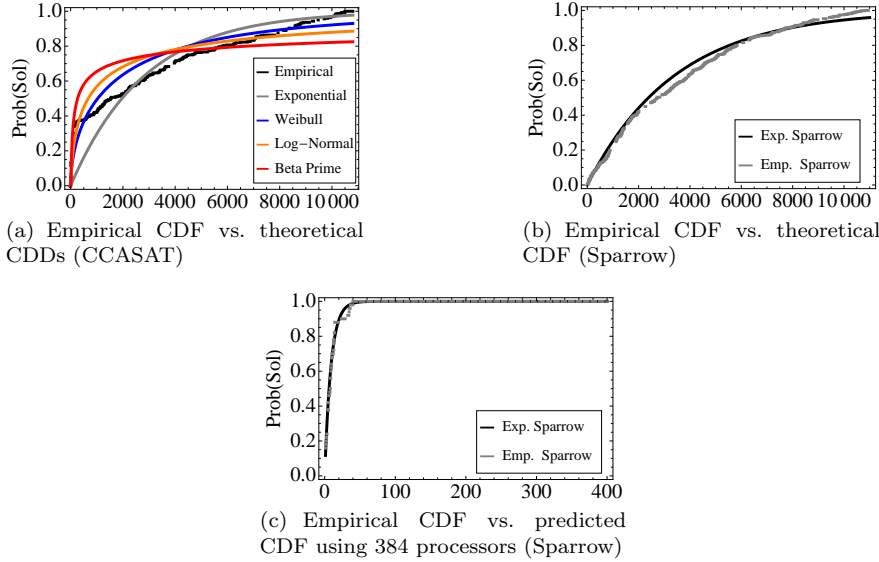 1.0
0.8
0.6
0.4
0.2
0.0
Prob(Sol)
Empirical
Exponential
Weibull
Log-Normal
Beta Prime
0 2000 4000 6000 8000 10 000
(a) Empirical CDF vs. theoretical
CDDs (CCASAT)
1.0
0.8
0.6
0.4
0.2
0.0
Prob(Sol)
Exp. Sparrow
Emp. Sparrow
0 2000 4000 6000 8000 10 000
(b) Empirical CDF vs. theoretical
CDF (Sparrow)
1.0
0.8
0.6
0.4
0.2
0.0
Prob(Sol)
Exp. Sparrow
Emp. Sparrow
0 100 200 300 400
(c) Empirical CDF vs. predicted
CDF using 384 processors (Sparrow)